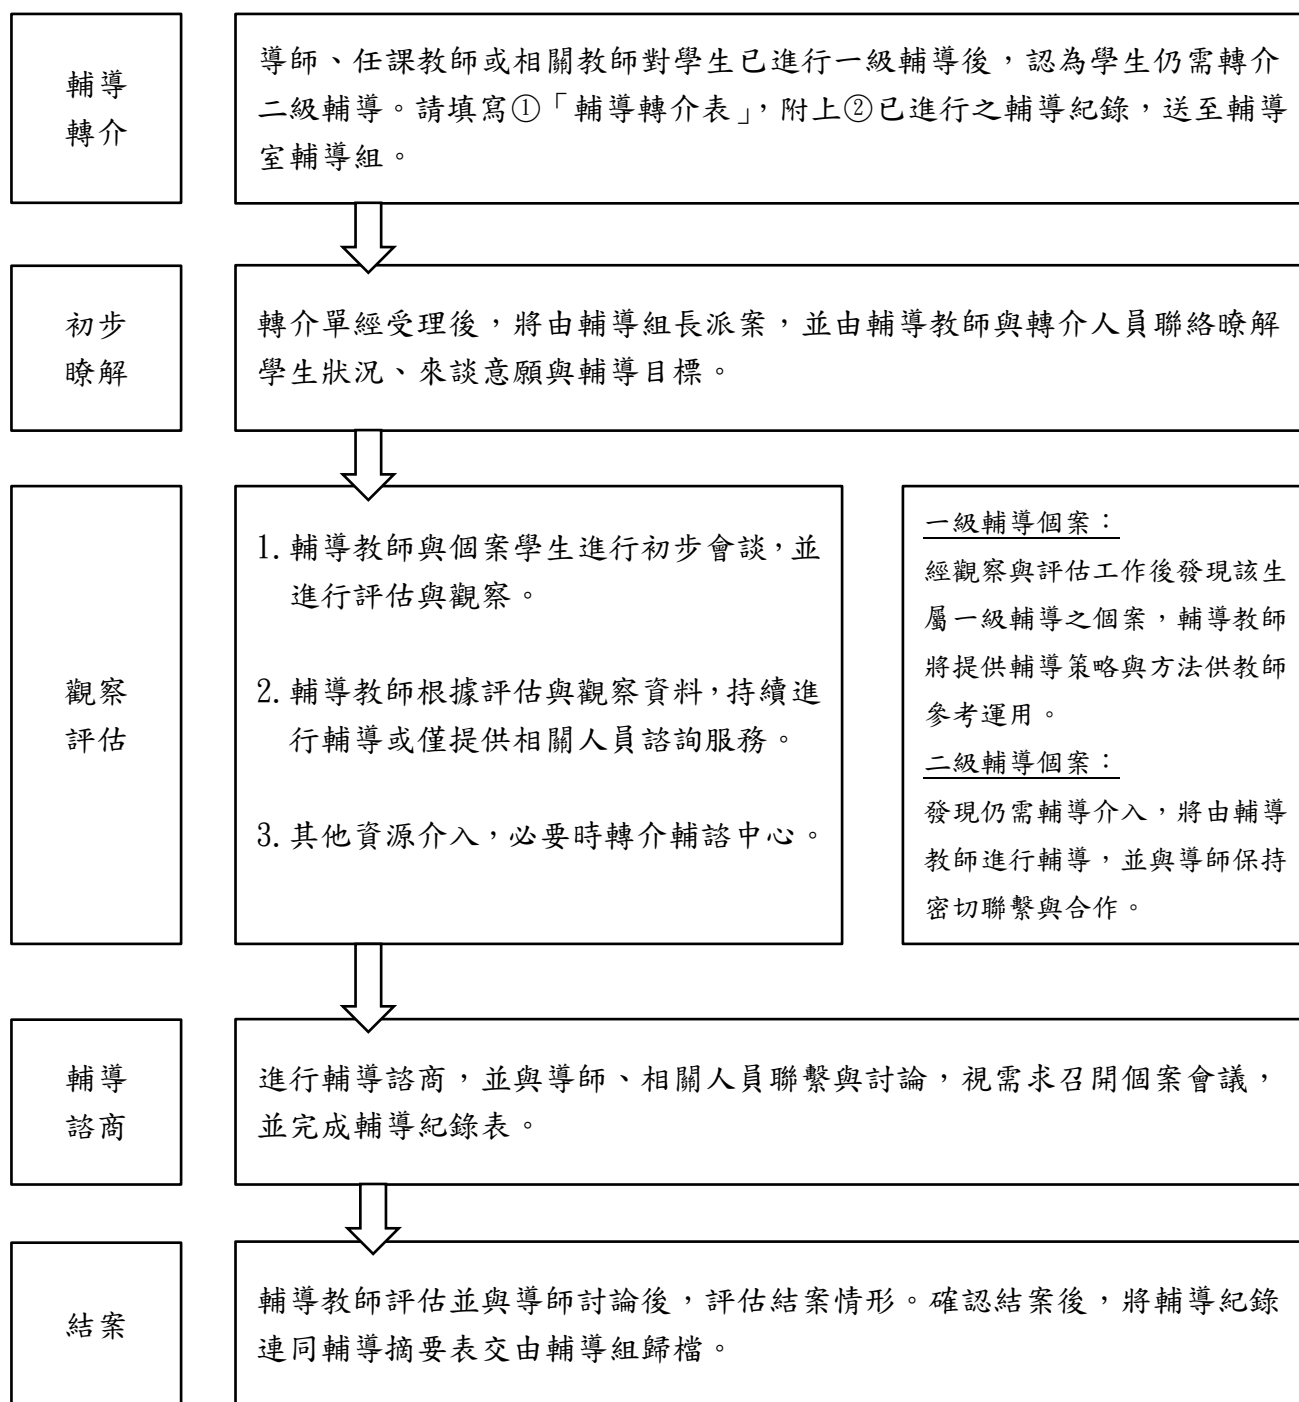 輔導
轉介
導師、任課教師或相關教師對學生已進行一級輔導後，認為學生仍需轉介
二級輔導。請填寫①「輔導轉介表」，附上②已進行之輔導紀錄，送至輔導
室輔導組。
初步
瞭解
轉介單經受理後，將由輔導組長派案，並由輔導教師與轉介人員聯絡瞭解
學生狀況、來談意願與輔導目標。
觀察
評估
1.輔導教師與個案學生進行初步會談，並
進行評估與觀察。
2.輔導教師根據評估與觀察資料，持續進
行輔導或僅提供相關人員諮詢服務。
3.其他資源介入，必要時轉介輔諮中心。
一級輔導個案：
經觀察與評估工作後發現該生
屬一級輔導之個案，輔導教師
將提供輔導策略與方法供教師
參考運用。
二級輔導個案：
發現仍需輔導介入，將由輔導
教師進行輔導，並與導師保持
密切聯繫與合作。
輔導
諮商
進行輔導諮商，並與導師、相關人員聯繫與討論，視需求召開個案會議，
並完成輔導紀錄表。
結案
輔導教師評估並與導師討論後，評估結案情形。確認結案後，將輔導紀錄
連同輔導摘要表交由輔導組歸檔。